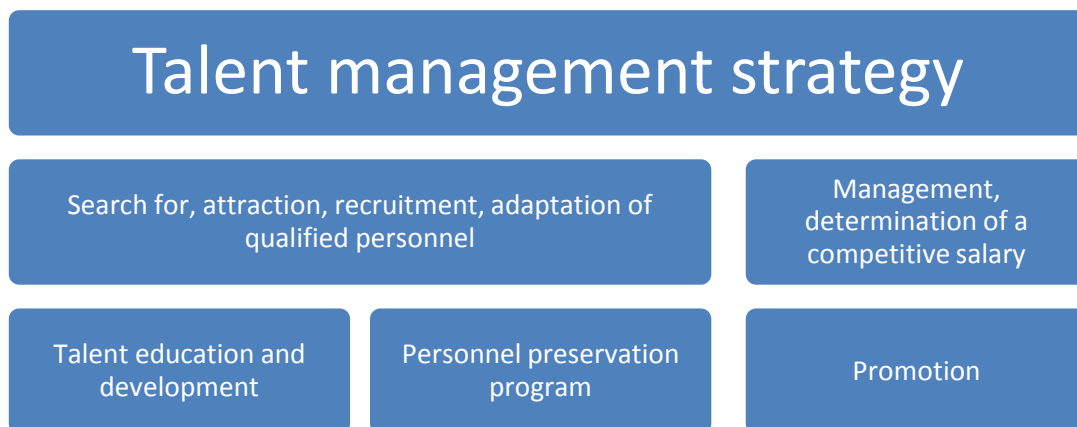 Talent management strategy
Search for, attraction, recruitment, adaptation of
qualified personnel
Management,
determination of a
competitive salary
Talent education and
development
Personnel preservation
program
Promotion